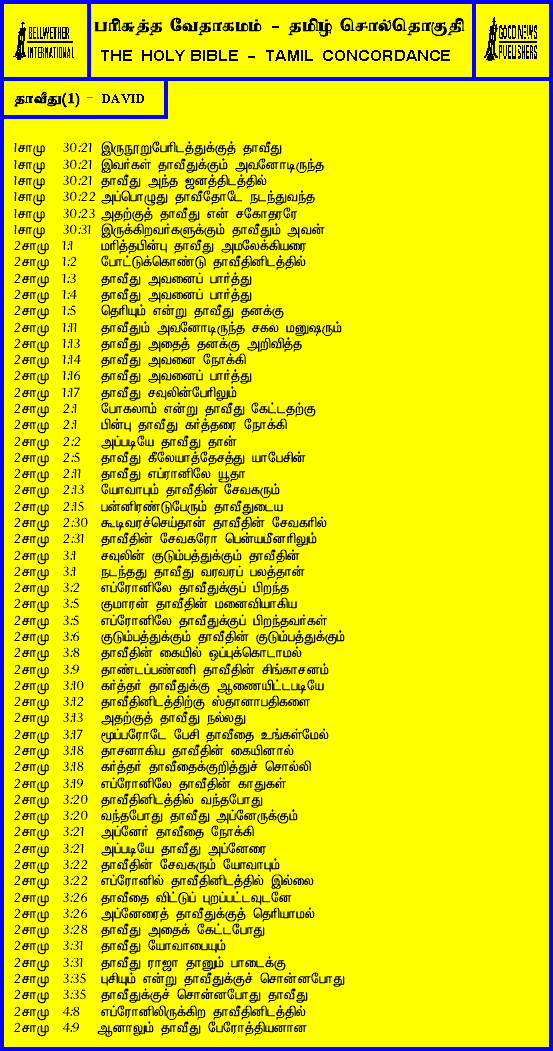 BELLWETHER
INTERNATIONAL
பரிசுத்த வேதாகமம் - தமிழ் சொல்தொகுதி
THE HOLY BIBLE - TAMIL CONCORDANCE
GOOD NEWS
PUBLISHERS
தாவீது(1) - DAVID
1சாமு 30:21 இருநூறுபேரிடத்துக்குத் தாவீது
1சாமு 30:21 இவர்கள் தாவீதுக்கும் அவனோடிருந்த
1சாமு 30:21 தாவீது அந்த ஜனத்திடத்தில்
1சாமு 30:22 அப்பொழுது தாவீதோடே நடந்துவந்த
1சாமு 30:23 அதற்குத் தாவீது என் சகோதரரே
1சாமு 30:31 இருக்கிறவர்களுக்கும் தாவீதும் அவன்
2சாமு 1:1 மரித்தபின்பு தாவீது அமலேக்கியரை
2சாமு 1:2 போட்டுக்கொண்டு தாவீதினிடத்தில்
2சாமு 1:3 தாவீது அவனைப் பார்த்து
2சாமு 1:4 தாவீது அவனைப் பார்த்து
2சாமு 1:5 தெரியும் என்று தாவீது தனக்கு
2சாமு 1:11 தாவீதும் அவனோடிருந்த சகல மனுஷரும்
2சாமு 1:13 தாவீது அதைத் தனக்கு அறிவித்த
2சாமு 1:14 தாவீது அவனை நோக்கி
2சாமு 1:16 தாவீது அவனைப் பார்த்து
2சாமு 1:17 தாவீது சவுலின்பேரிலும்
2சாமு 2:1 போகலாம் என்று தாவீது கேட்டதற்கு
2சாமு 2:1 பின்பு தாவீது கர்த்தரை நோக்கி
2சாமு 2:2 அப்படியே தாவீது தான்
2சாமு 2:5 தாவீது கீலேயாத்தேசத்து யாபேசின்
2சாமு 2:11 தாவீது எப்ரானிலே யூதா
2சாமு 2:13 யோவாபும் தாவீதின் சேவகரும்
2சாமு 2:15 பன்னிரண்டுபேரும் தாவீதுடைய
2சாமு 2:30 கூடிவரச்செய்தான் தாவீதின் சேவகரில்
2சாமு 2:31 தாவீதின் சேவகரோ பென்யமீனரிலும்
2சாமு 3:1 சவுலின் குடும்பத்துக்கும் தாவீதின்
2சாமு 3:1 நடந்தது தாவீது வரவரப் பலத்தான்
2சாமு 3:2 எப்ரோனிலே தாவீதுக்குப் பிறந்த
2சாமு 3:5 குமாரன் தாவீதின் மனைவியாகிய
2சாமு 3:5 எப்ரோனிலே தாவீதுக்குப் பிறந்தவர்கள்
2சாமு 3:6 குடும்பத்துக்கும் தாவீதின் குடும்பத்துக்கும்
2சாமு 3:8 தாவீதின் கையில் ஒப்புக்கொடாமல்
2சாமு 3:9 தாண்டப்பண்ணி தாவீதின் சிங்காசனம்
2சாமு 3:10 கர்த்தர் தாவீதுக்கு ஆணையிட்டபடியே
2சாமு 3:12 தாவீதினிடத்திற்கு ஸ்தானாபதிகளை
2சாமு 3:13 அதற்குத் தாவீது நல்லது
2சாமு 3:17 மூப்பரோடே பேசி தாவீதை உங்கள்மேல்
2சாமு 3:18 தாசனாகிய தாவீதின் கையினால்
2சாமு 3:18 கர்த்தர் தாவீதைக்குறித்துச் சொல்லி
2சாமு 3:19 எப்ரோனிலே தாவீதின் காதுகள்
2சாமு 3:20 தாவீதினிடத்தில் வந்தபோது
2சாமு 3:20 வந்தபோது தாவீது அப்னேருக்கும்
2சாமு 3:21 அப்னேர் தாவீதை நோக்கி
2சாமு 3:21 அப்படியே தாவீது அப்னேரை
2சாமு 3:22 தாவீதின் சேவகரும் யோவாபும்
2சாமு 3:22 எப்ரோனில் தாவீதினிடத்தில் இல்லை
2சாமு 3:26 தாவீதை விட்டுப் புறப்பட்டவுடனே
2சாமு 3:26 அப்னேரைத் தாவீதுக்குத் தெரியாமல்
2சாமு 3:28 தாவீது அதைக் கேட்டபோது
2சாமு 3:31 தாவீது யோவாபையும்
2சாமு 3:31 தாவீது ராஜா தானும் பாடைக்கு
2சாமு 3:35 புசியும் என்று தாவீதுக்குச் சொன்னபோது
2சாமு 3:35 தாவீதுக்குச் சொன்னபோது தாவீது
2சாமு 4:8 எப்ரோனிலிருக்கிற தாவீதினிடத்தில்
2சாமு 4:9 ஆனாலும் தாவீது பேரோத்தியனான